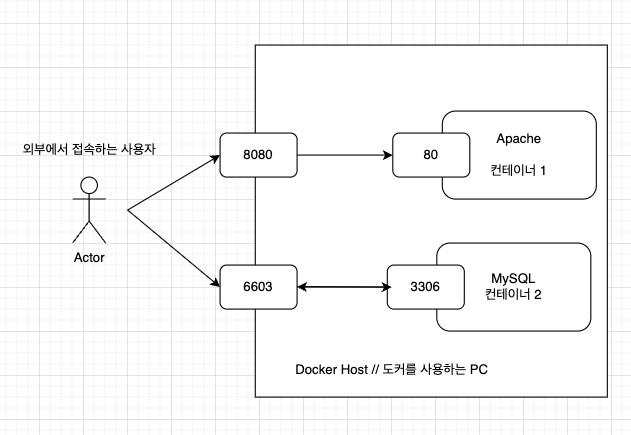 외부에서 접속하는 사용자
Actor
8080
80
Apache
컨테이너 1
6603
3306
MySQL
컨테이너 2
Docker Host // 도커를 사용하는 PC